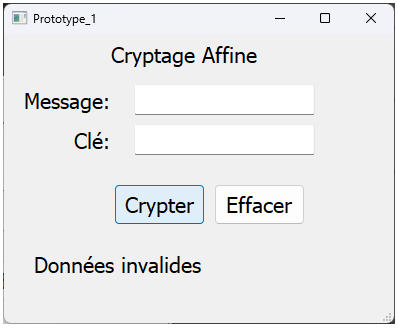 Prototype_1
Cryptage Affine
Message:
Clé:
Crypter Effacer
Données invalides